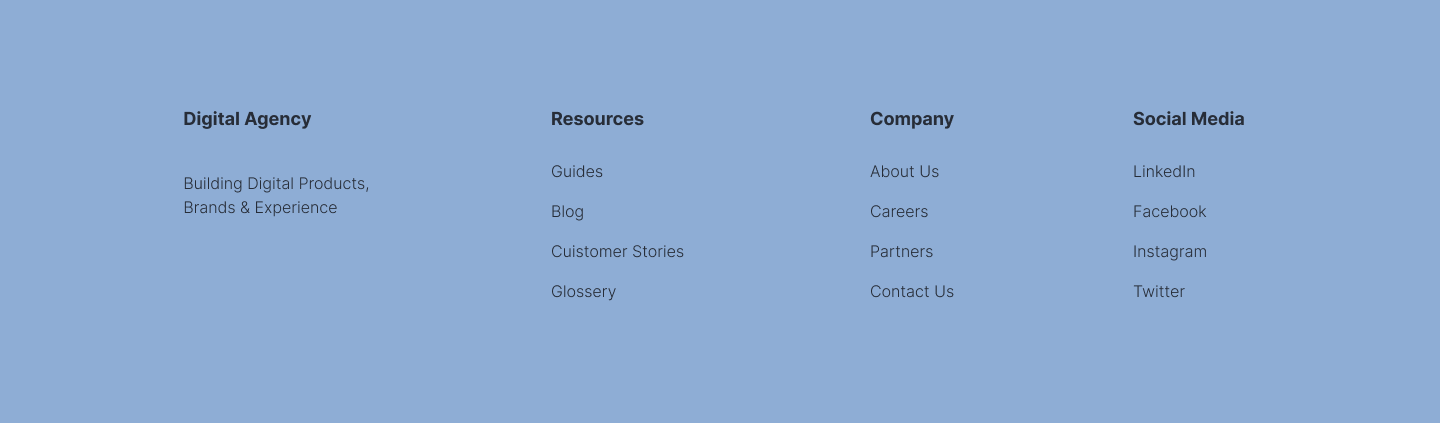 Digital Agency
Building Digital Products,
Brands & Experience
Resources
Guides
Blog
Cuistomer Stories
Glossery
Company
About Us
Careers
Partners
Contact Us
Social Media
LinkedIn
Facebook
Instagram
Twitter